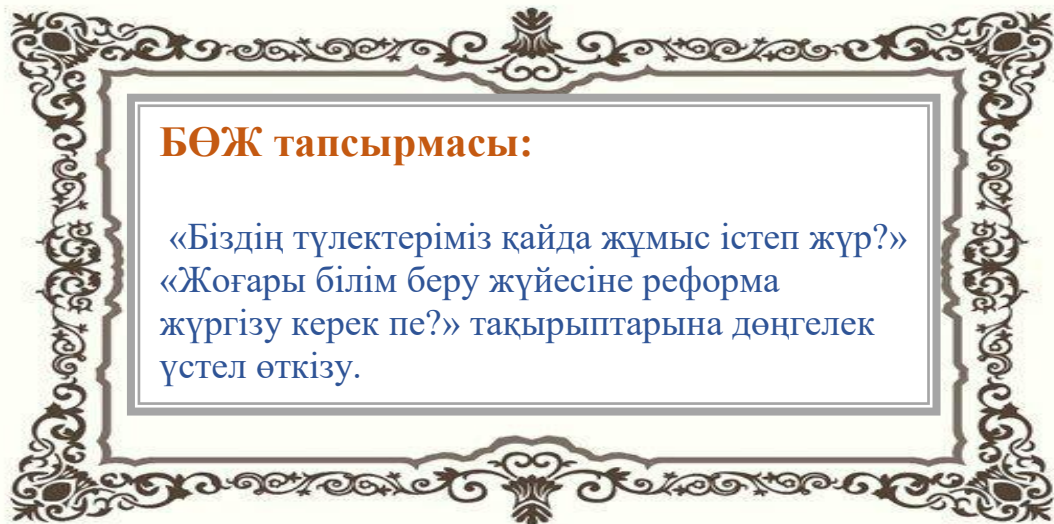 БӨЖ тапсырмасы:
«Біздің түлектеріміз қайда жұмыс істеп жүр?»
«Жоғары білім беру жүйесіне реформа
жүргізу керек пе?» тақырыптарына дөңгелек
үстел өткізу.